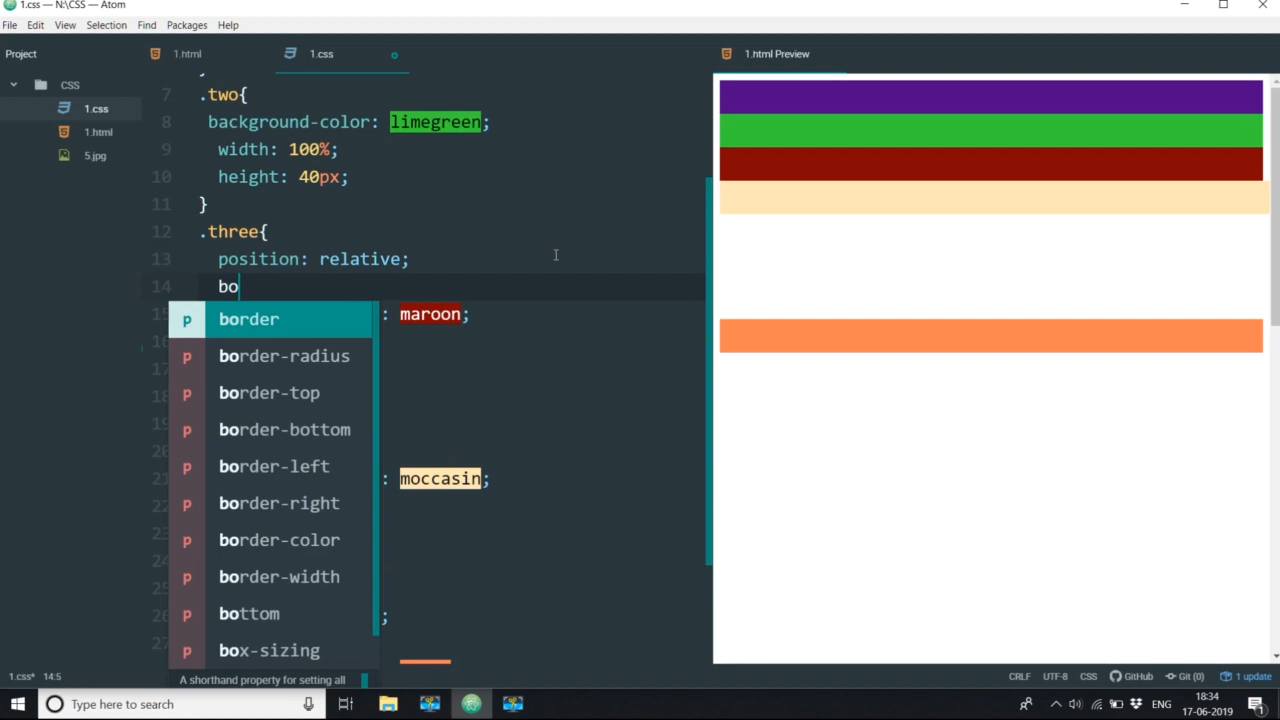 1.css — N:\CSS — Atom
File Edit View Selection Find Packages Help
Project
1.html
1.css
1.html Preview
CSS
1.css
1.html
5.jpg
7 .two{
8 background-color: limegreen;
9 width: 100%;
10 height: 40px;
11 }
12 .three{
13 position: relative;
14 bo
p border
: maroon;
p border-radius
p border-top
p border-bottom
p border-left
: moccasin;
p border-right
p border-color
p border-width
p bottom
;
p box-sizing
27
A shorthand property for setting all
1.css* 14:5
CRLF UTF-8 CSS GitHub Git (0) 1 update
Type here to search
ENG
18:34
17-06-2019
1